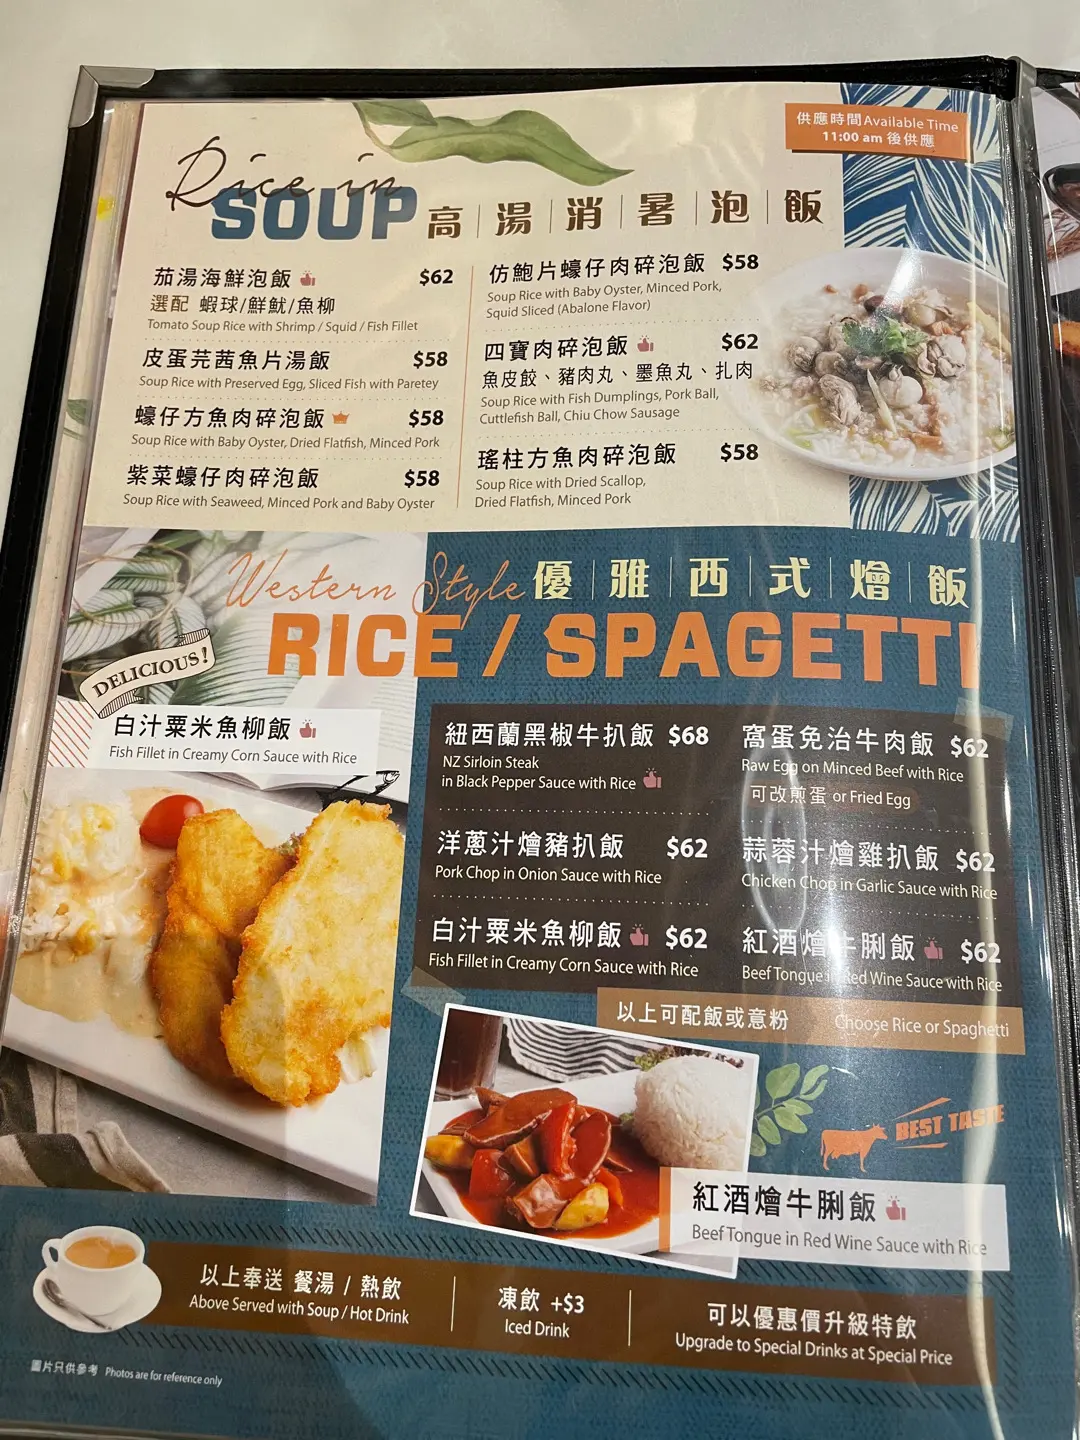 供應時間 Available Time
11:00 am 後供應
Rice in
SOUP 高湯消暑泡飯
茄湯海鮮泡飯 $62
選配 蝦球/鮮魷/魚柳
Tomato Soup Rice with Shrimp / Squid / Fish Fillet
皮蛋芫茜魚片湯飯 $58
Soup Rice with Preserved Egg, Sliced Fish with Paretey
蠔仔方魚肉碎泡飯 $58
Soup Rice with Baby Oyster, Dried Flatfish, Minced Pork
紫菜蠔仔肉碎泡飯 $58
Soup Rice with Seaweed, Minced Pork and Baby Oyster
仿鮑片蠔仔肉碎泡飯 $58
Soup Rice with Baby Oyster, Minced Pork,
Squid Sliced (Abalone Flavor)
四寶肉碎泡飯 $62
魚皮餃、豬肉丸、墨魚丸、扎肉
Soup Rice with Fish Dumplings, Pork Ball,
Cuttlefish Ball, Chiu Chow Sausage
瑤柱方魚肉碎泡飯 $58
Soup Rice with Dried Scallop,
Dried Flatfish, Minced Pork
Western Style 優雅西式燴飯
RICE / SPAGETTI
DELICIOUS!
白汁粟米魚柳飯
Fish Fillet in Creamy Corn Sauce with Rice
紐西蘭黑椒牛扒飯 $68
NZ Sirloin Steak
in Black Pepper Sauce with Rice
洋蔥汁燴豬扒飯 $62
Pork Chop in Onion Sauce with Rice
白汁粟米魚柳飯 $62
Fish Fillet in Creamy Corn Sauce with Rice
窩蛋免治牛肉飯 $62
Raw Egg on Minced Beef with Rice
可改煎蛋 or Fried Egg
蒜蓉汁燴雞扒飯 $62
Chicken Chop in Garlic Sauce with Rice
紅酒燴牛脷飯 $62
Beef Tongue in Red Wine Sauce with Rice
以上可配飯或意粉 Choose Rice or Spaghetti
BEST TASTE
紅酒燴牛脷飯
Beef Tongue in Red Wine Sauce with Rice
以上奉送 餐湯 / 熱飲
Above Served with Soup / Hot Drink
凍飲 +$3
Iced Drink
可以優惠價升級特飲
Upgrade to Special Drinks at Special Price
圖片只供參考 Photos are for reference only